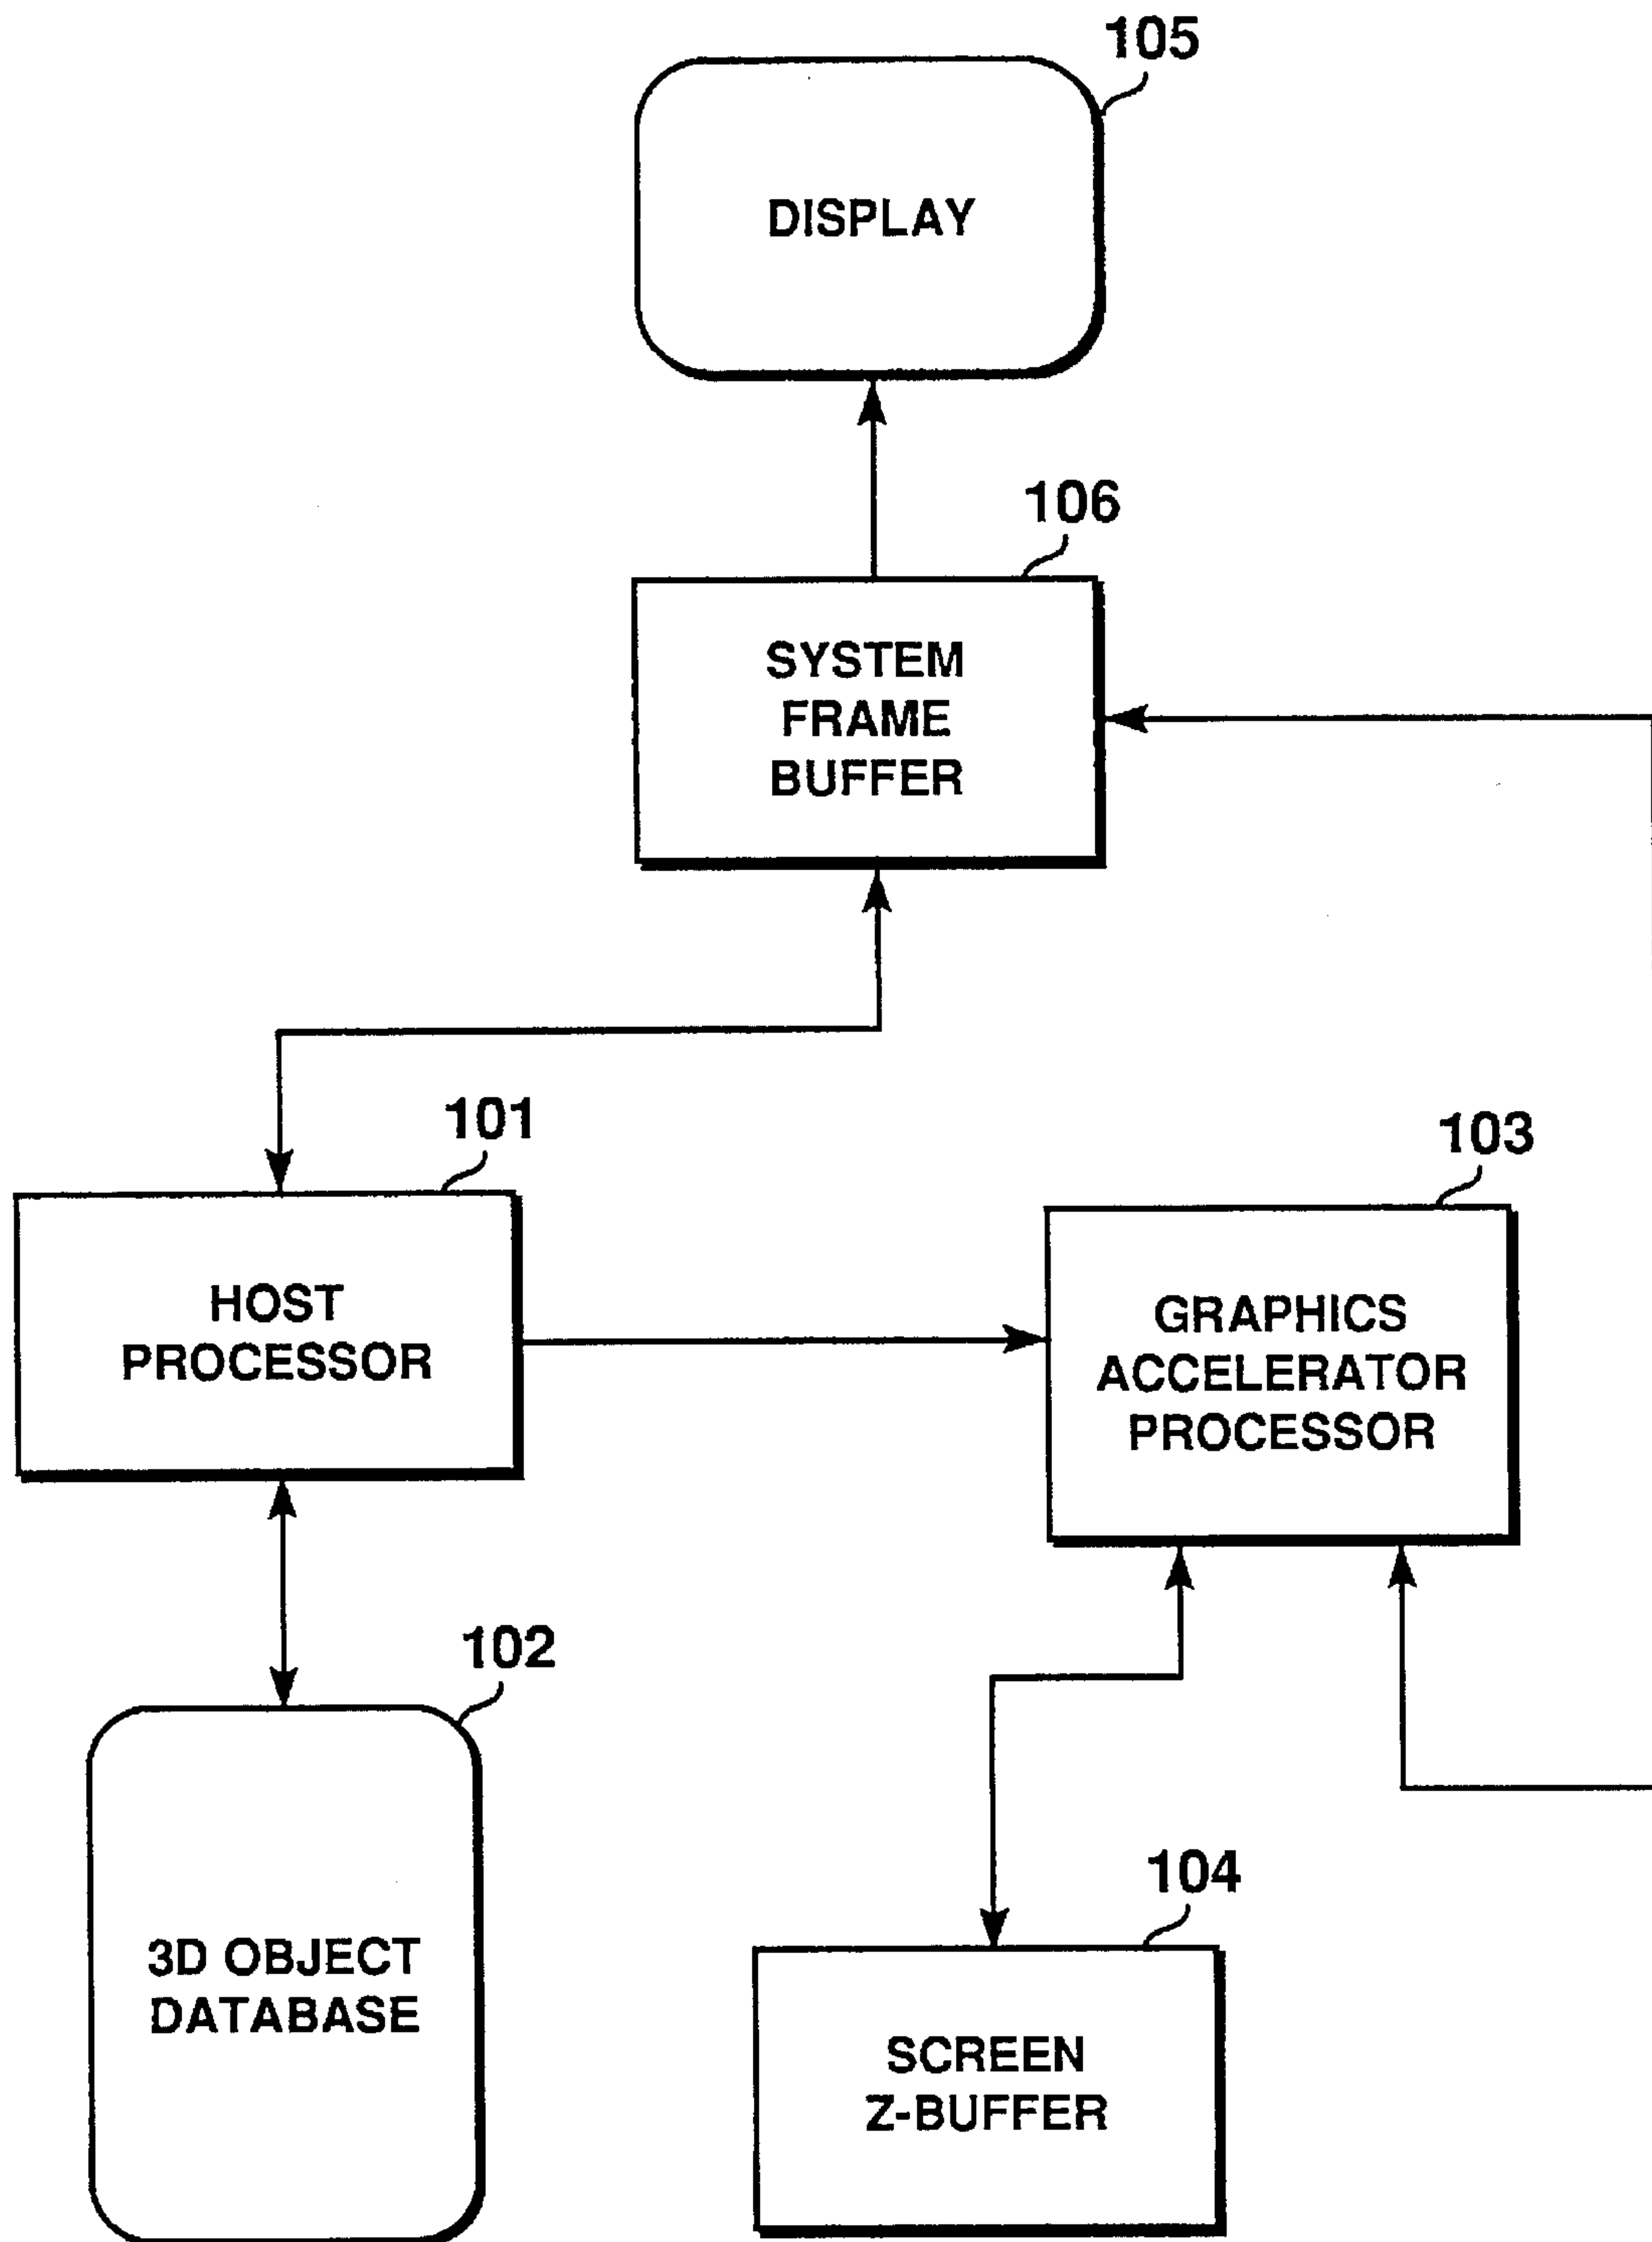 105
DISPLAY
106
SYSTEM
FRAME
BUFFER
101
HOST
PROCESSOR
103
GRAPHICS
ACCELERATOR
PROCESSOR
102
3D OBJECT
DATABASE
104
SCREEN
Z-BUFFER